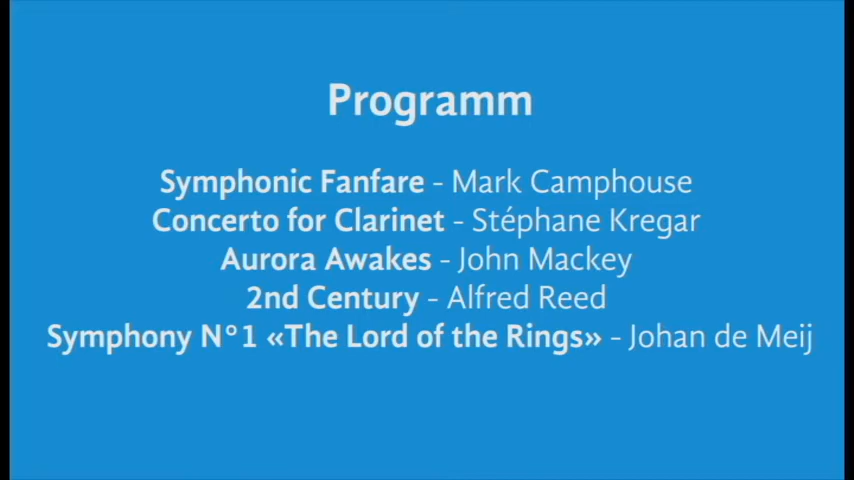 Programm
Symphonic Fanfare - Mark Camphouse
Concerto for Clarinet - Stéphane Kregar
Aurora Awakes - John Mackey
2nd Century - Alfred Reed
Symphony N°1 «The Lord of the Rings» - Johan de Meij